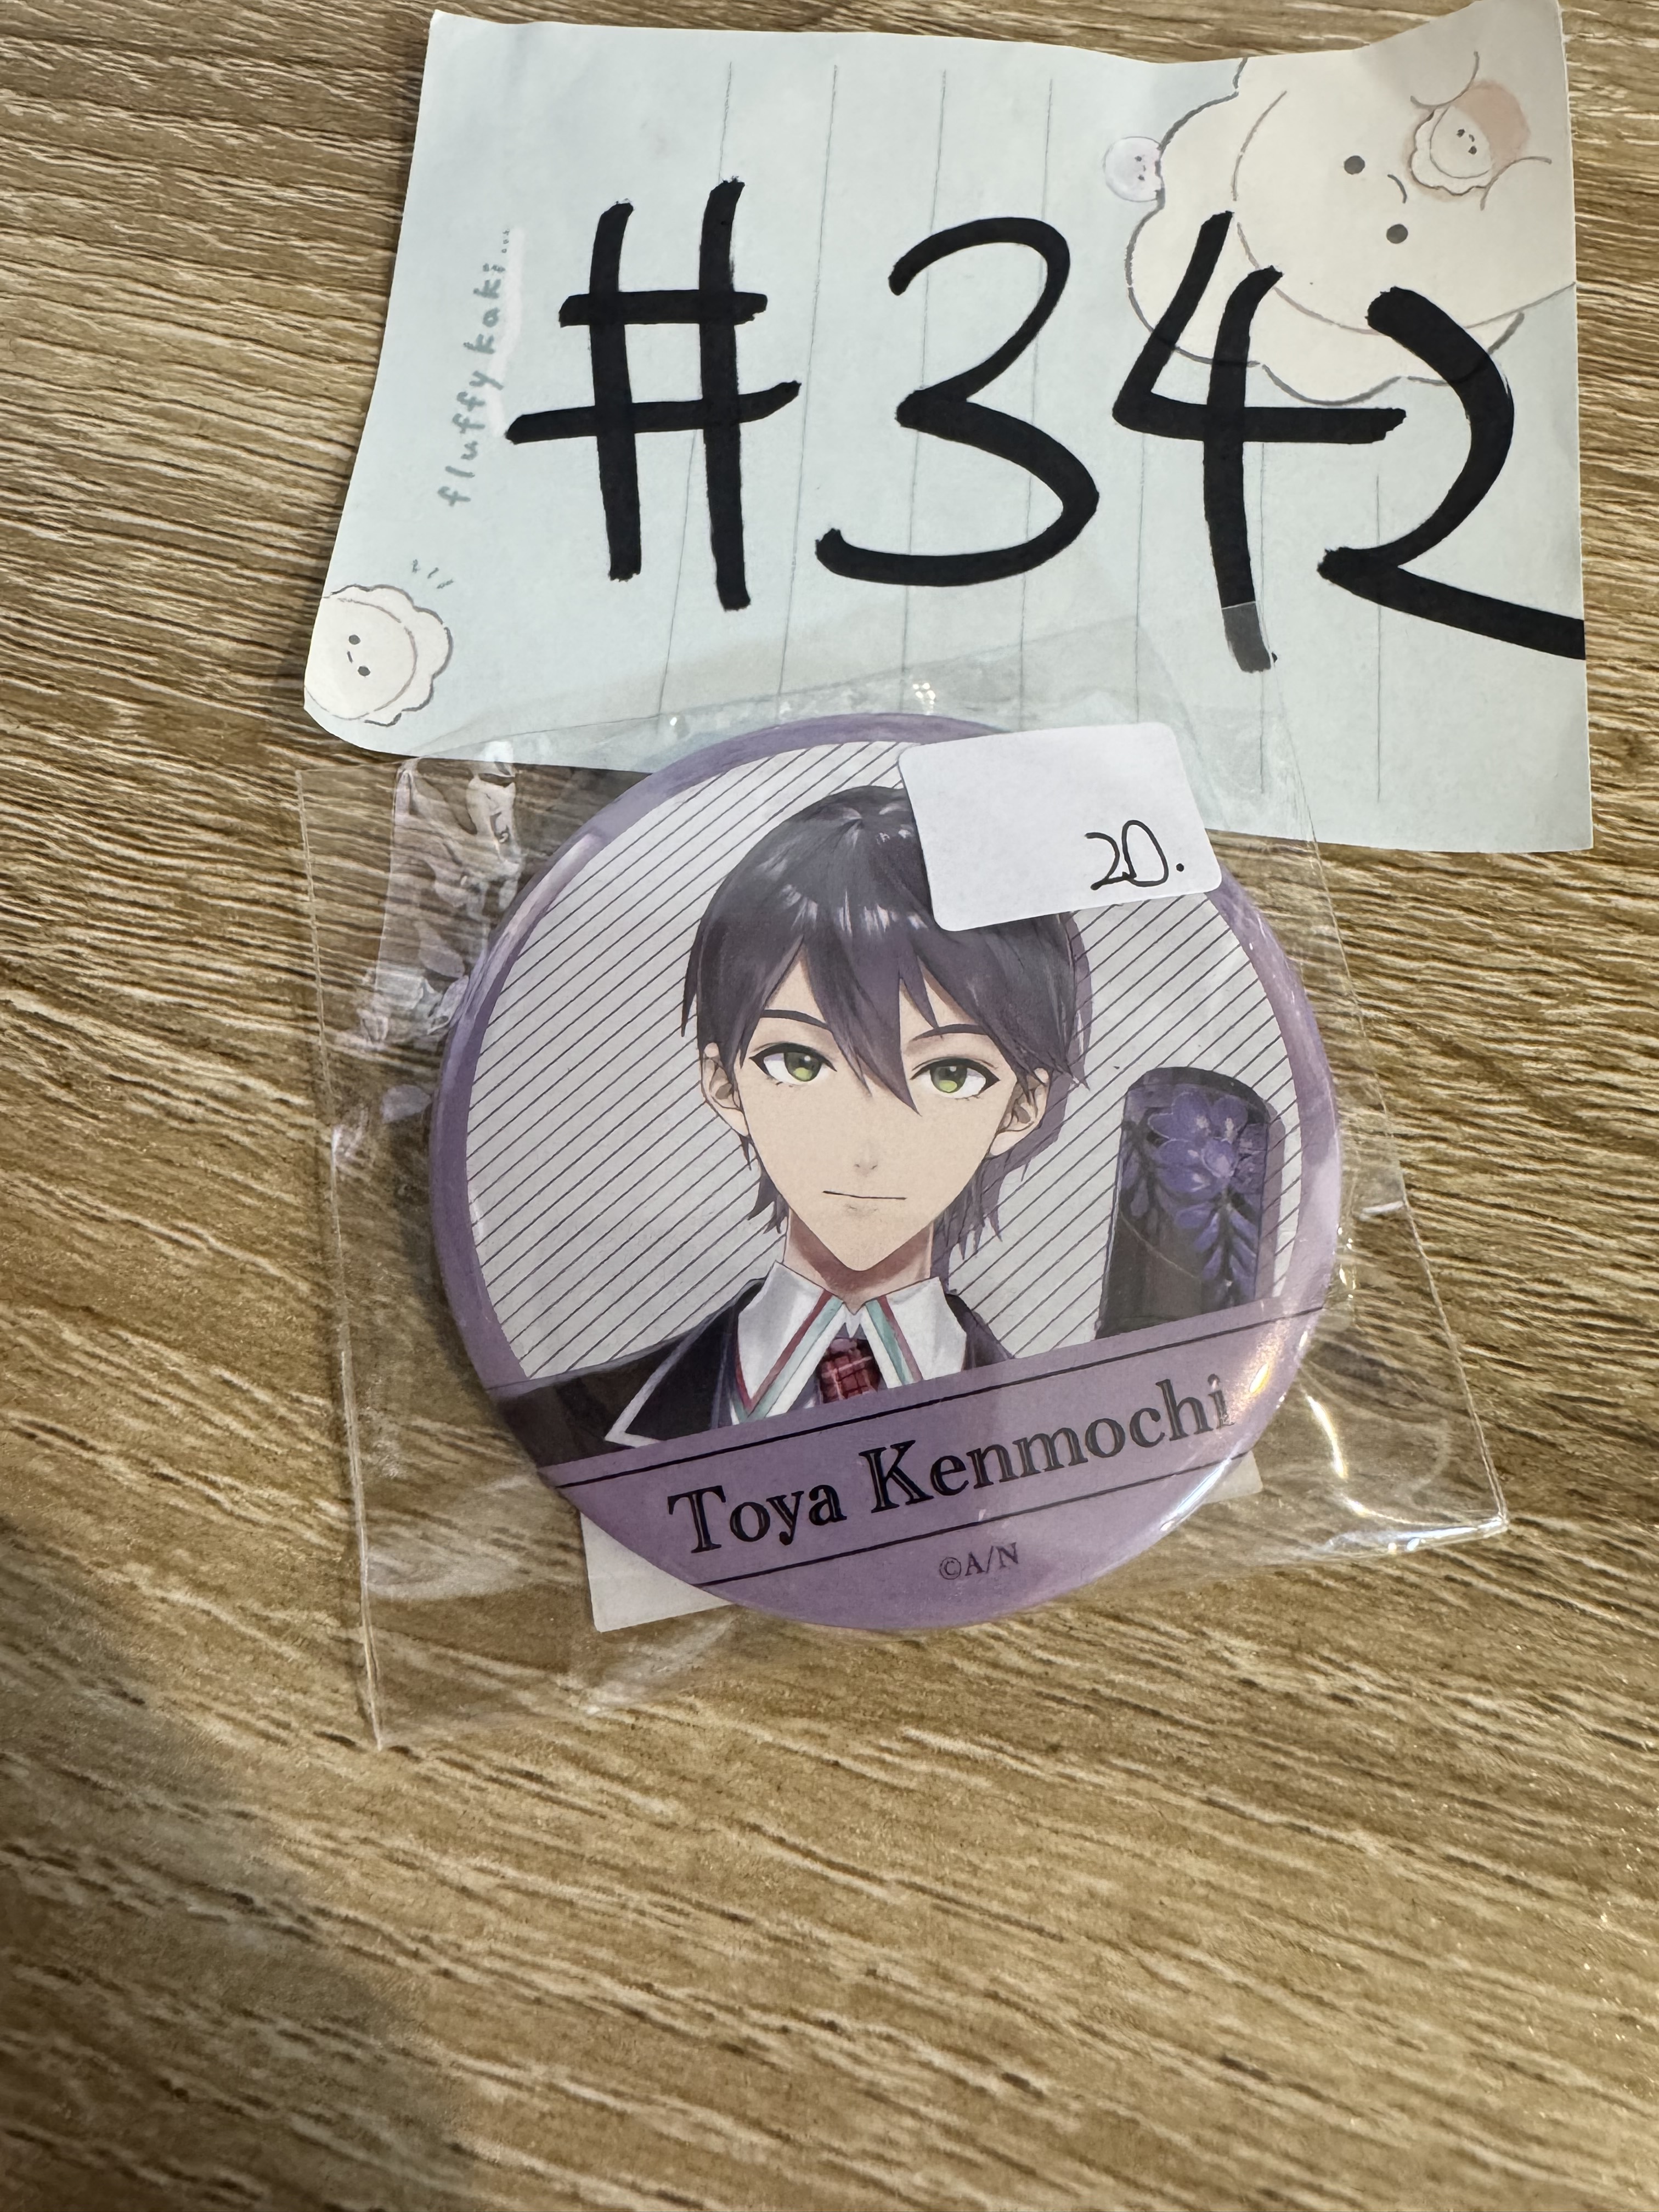 #342
fluffy kaki...
20.
Toya Kenmochi
©A/N